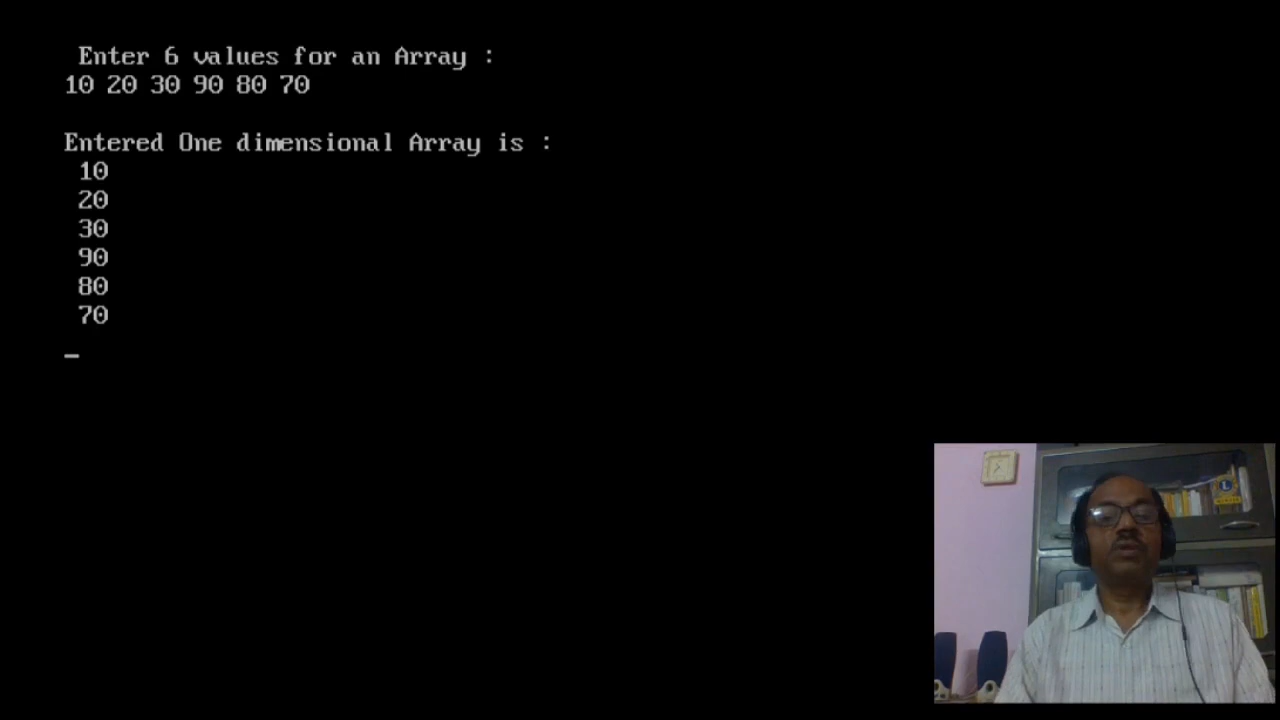 Enter 6 values for an Array :
10 20 30 90 80 70
Entered One dimensional Array is :
10
20
30
90
80
70